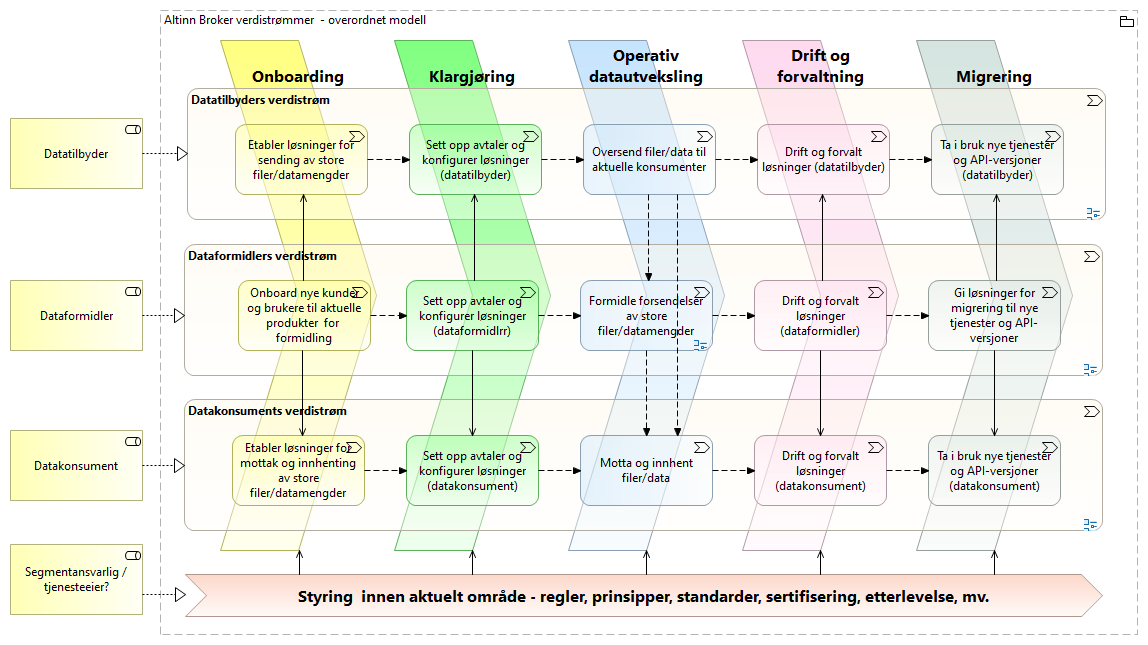 Altinn Broker verdistrømmer - overordnet modell
Onboarding
Klargjøring
Operativ
datautveksling
Drift og
forvaltning
Migrering
Datatilbyder
Datatilbyders verdistrøm
Etabler løsninger for
sending av store
filer/datamengder
Sett opp avtaler og
konfigurer løsninger
(datatilbyder)
Oversend filer/data til
aktuelle konsumenter
Drift og forvalt
løsninger (datatilbyder)
Ta i bruk nye tjenester
og API-versjoner
(datatilbyder)
Dataformidler
Dataformidlers verdistrøm
Onboard nye kunder
og brukere til aktuelle
produkter for
formidling
Sett opp avtaler og
konfigurer løsninger
(dataformidlrr)
Formidle forsendelser
av store
filer/datamengder
Drift og forvalt
løsninger
(dataformidler)
Gi løsninger for
migrering til nye
tjenester og API-
versjoner
Datakonsument
Datakonsuments verdistrøm
Etabler løsninger for
mottak og innhenting
av store
filer/datamengder
Sett opp avtaler og
konfigurer løsninger
(datakonsument)
Motta og innhent
filer/data
Drift og forvalt
løsninger
(datakonsument)
Ta i bruk nye tjenester
og API-versjoner
(datakonsument)
Segmentansvarlig /
tjenesteeier?
Styring innen aktuelt område - regler, prinsipper, standarder, sertifisering, etterlevelse, mv.